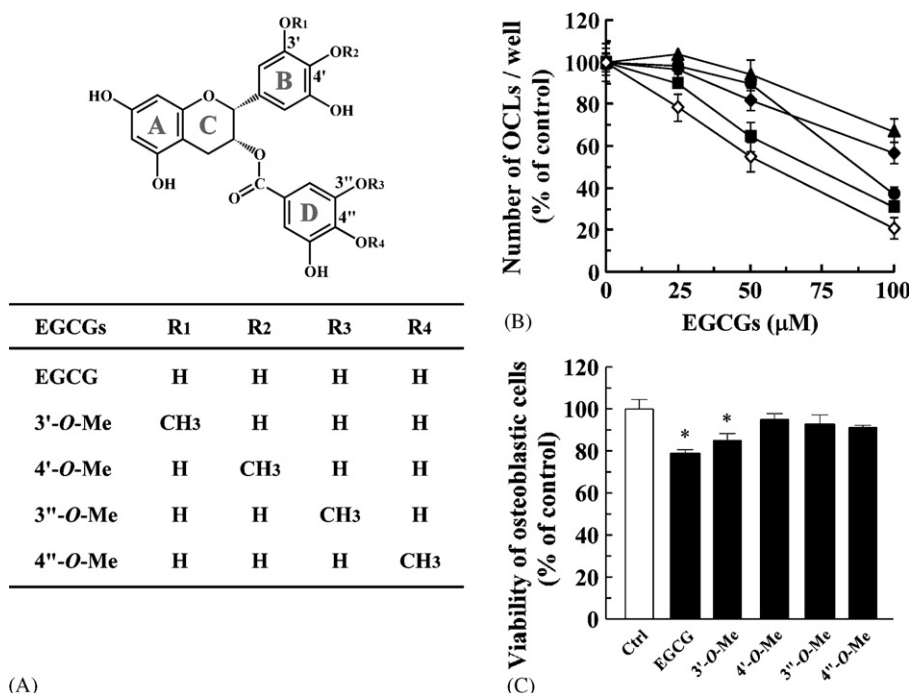 OR1
3'
OR2
B
4'
HO
O
OH
A
C
O
OH
C
O
3"
OR3
D
4"
OR4
OH
EGCGs R1 R2 R3 R4
EGCG H H H H
3'-O-Me CH3 H H H
4'-O-Me H CH3 H H
3"-O-Me H H CH3 H
4"-O-Me H H H CH3
(A)
Number of OCLs / well
(% of control)
120
100
80
60
40
20
0
0 25 50 75 100
EGCGs (µM)
(B)
Viability of osteoblastic cells
(% of control)
120
100
80
60
40
20
0
* *
Ctrl
EGCG
3'-O-Me
4'-O-Me
3"-O-Me
4"-O-Me
(C)